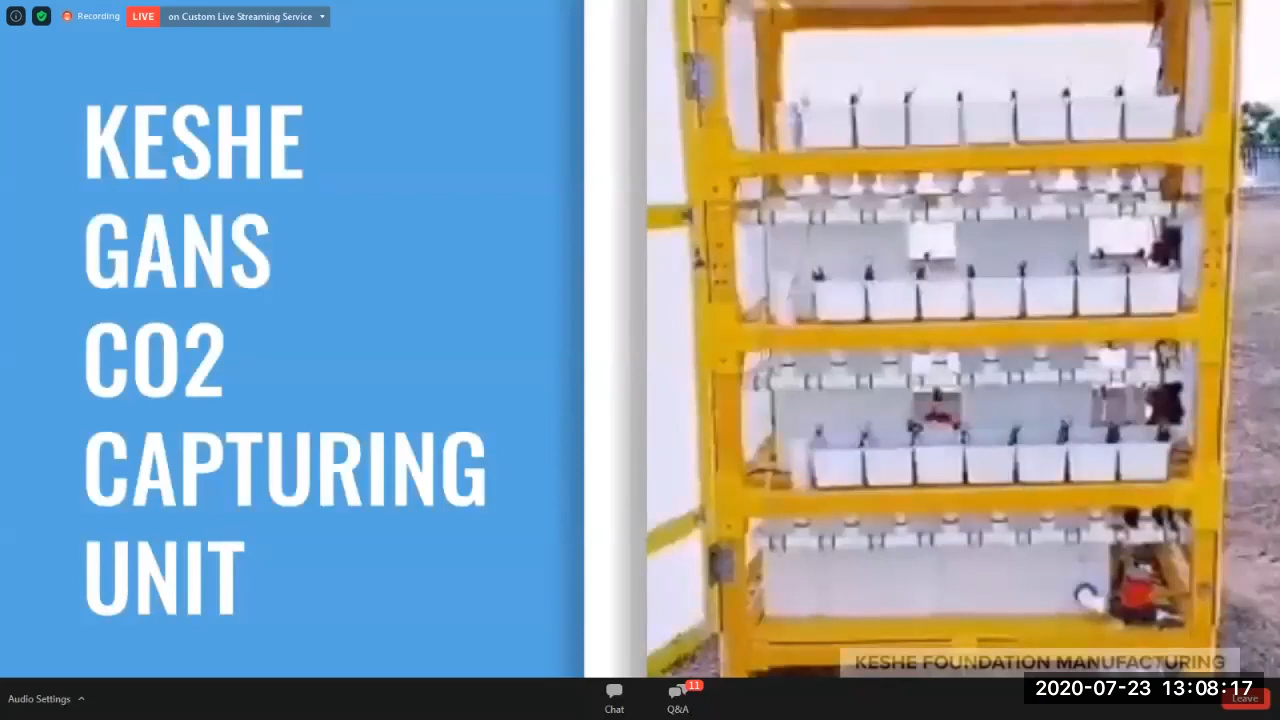 Recording
LIVE on Custom Live Streaming Service
KESHE
GANS
CO2
CAPTURING
UNIT
KESHE FOUNDATION MANUFACTURING
2020-07-23 13:08:17
Audio Settings
Chat
Q&A
11
Leave